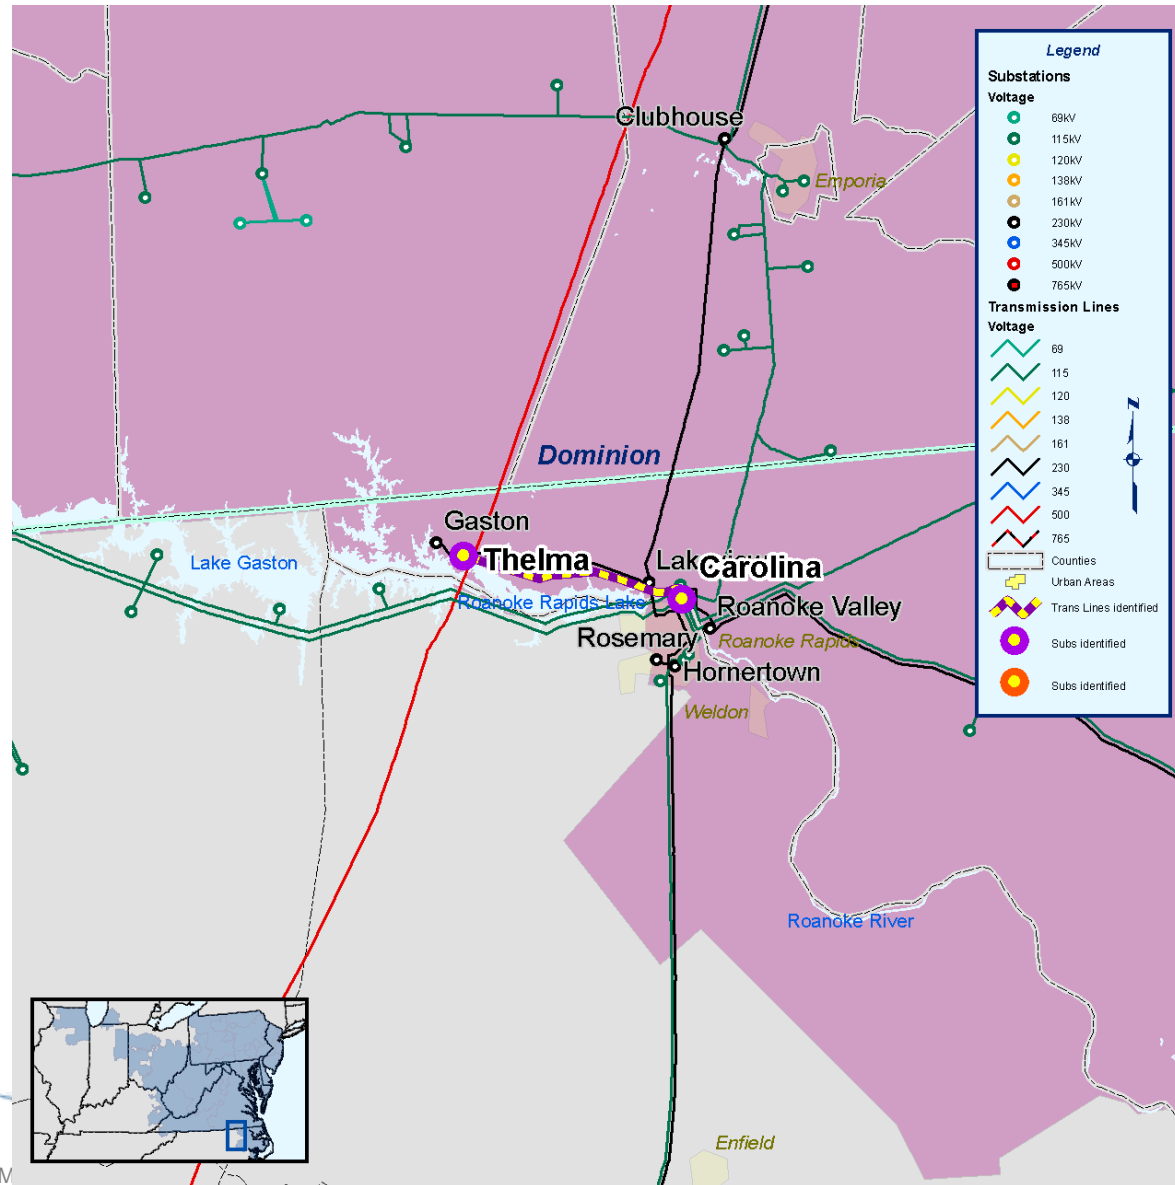 Legend
Substations
Voltage
69kV
115kV
120kV
138kV
161kV
230kV
345kV
500kV
765kV
Transmission Lines
Voltage
69
115
120
138
161
230
345
500
765
Counties
Urban Areas
Trans Lines identified
Subs identified
Subs identified
N
Clubhouse
Emporia
Dominion
Gaston
Thelma
Lake Gaston
Carolina
Roanoke Rapids Lake
Roanoke Valley
Rosemary
Roanoke Rapids
Hornertown
Weldon
Roanoke River
Enfield
M